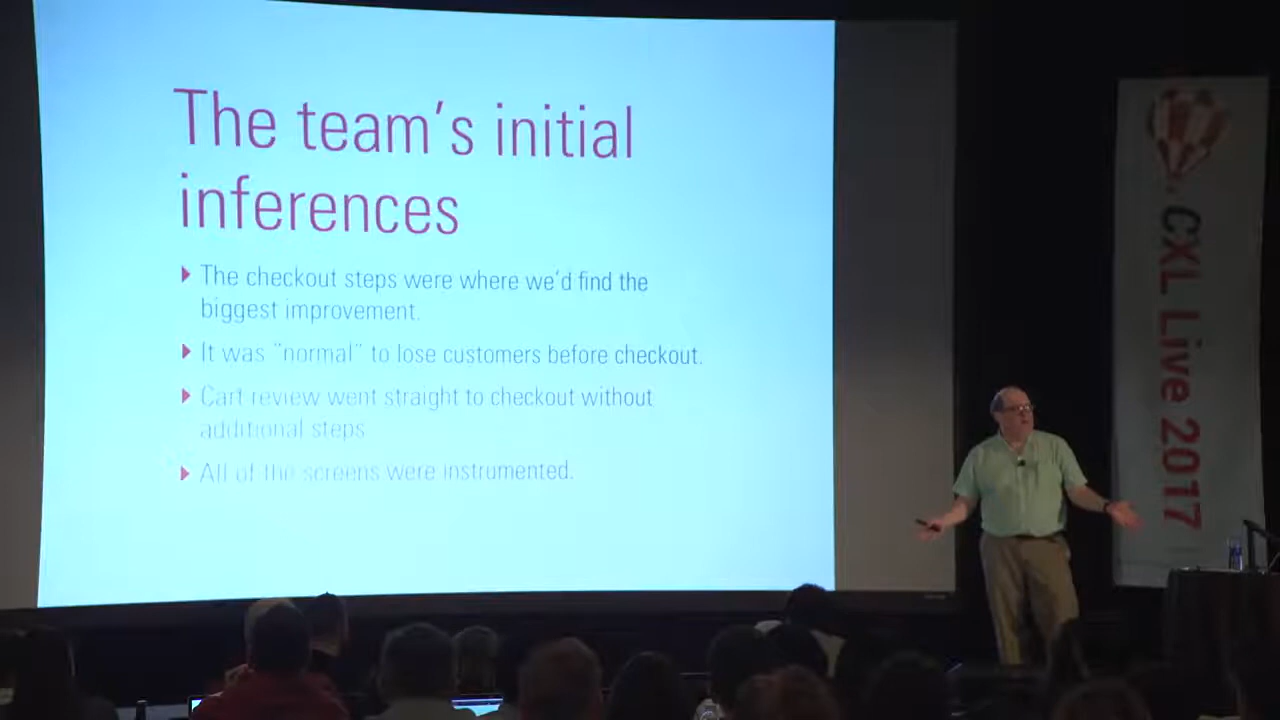 The team's initial
inferences
The checkout steps were where we'd find the
biggest improvement.
It was "normal" to lose customers before checkout.
Cart review went straight to checkout without
additional steps.
All of the screens were instrumented.
CXL Live 2017